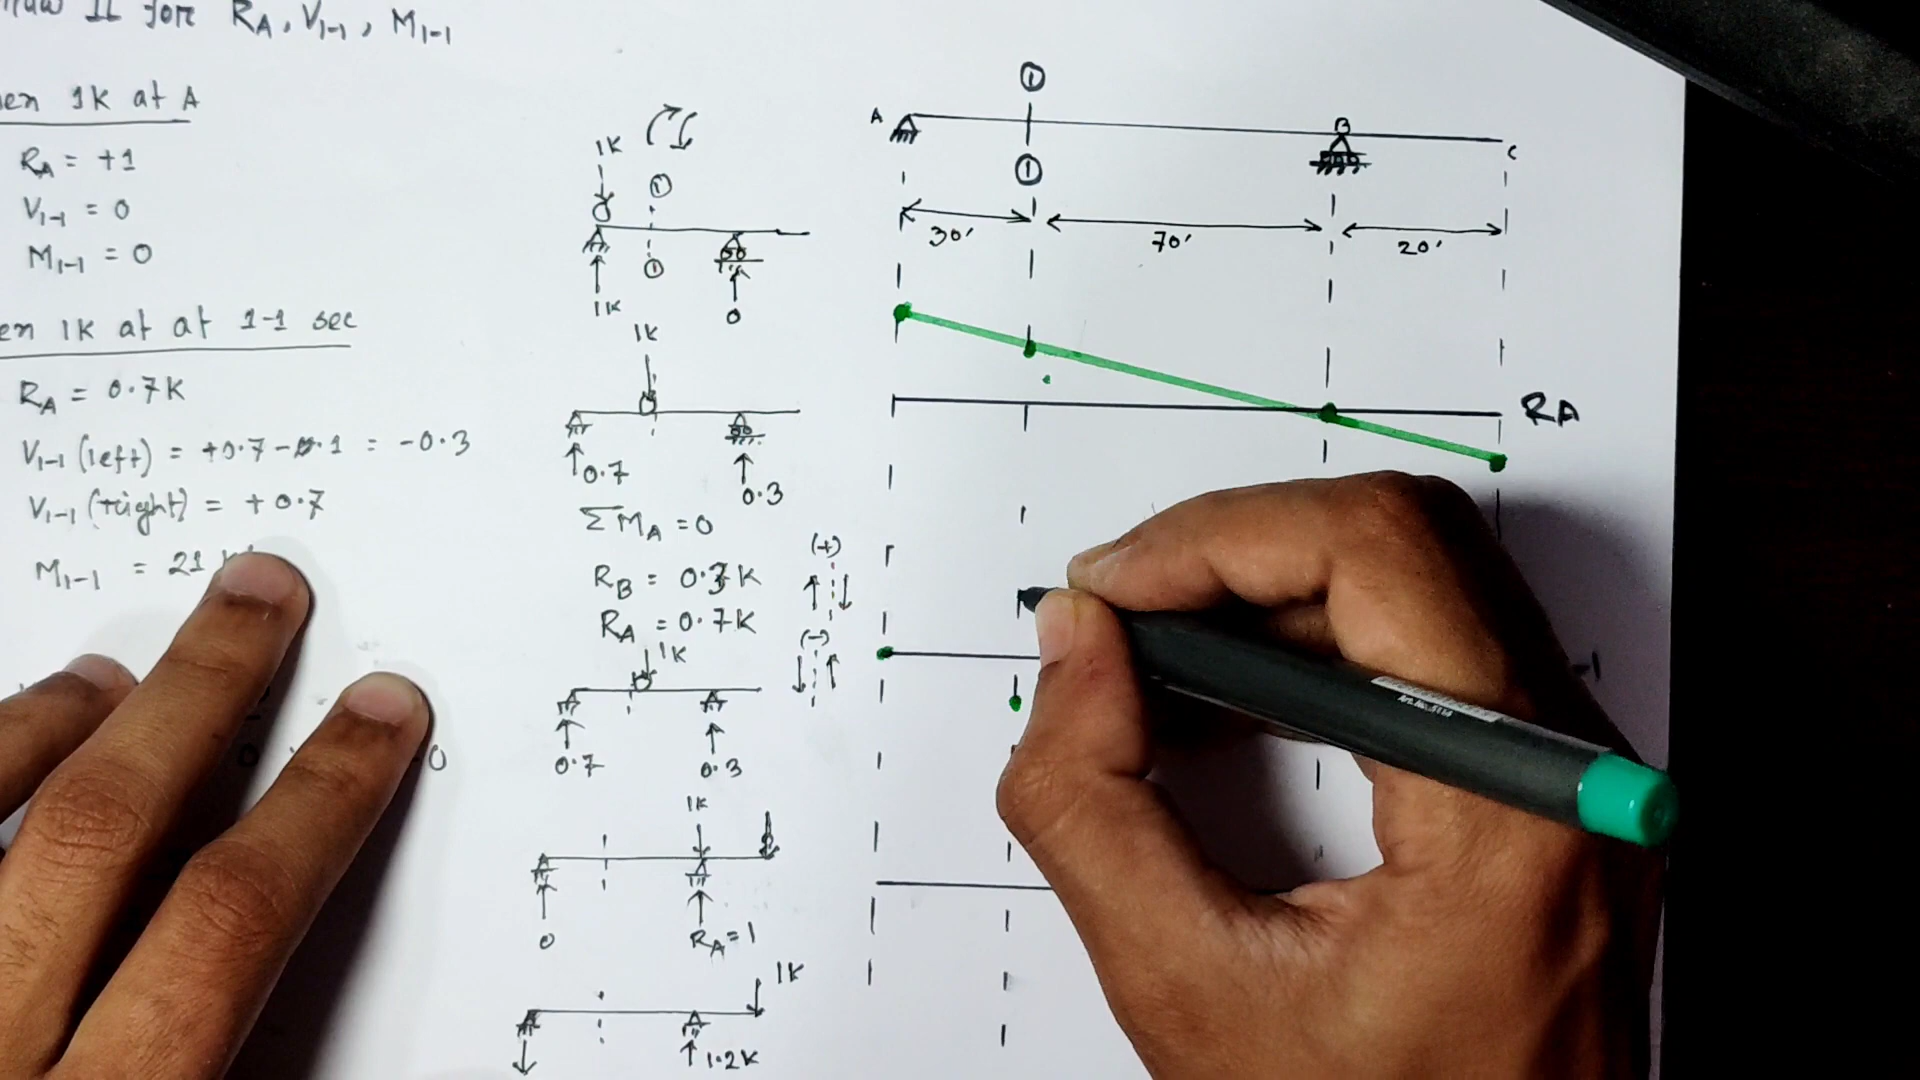 IL for RA, V1-1, M1-1
1K at A
RA = +1
V1-1 = 0
M1-1 = 0
1K at at 1-1 sec
RA = 0.7K
V1-1 (left) = +0.7-0.1 = -0.3
V1-1 (right) = +0.7
M1-1 = 21
0
1K
1
1
1K
0
1K
0.7
0.3
ΣMA = 0
RB = 0.3K
RA = 0.7K
(+)
(-)
1K
0.7
0.3
1K
0
RA = 1
1K
1.2K
1
A
B
C
1
30'
70'
20'
RA
-1